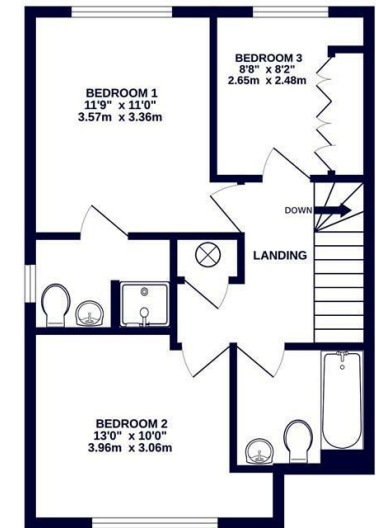 BEDROOM 1
11'9" x 11'0"
3.57m x 3.36m
BEDROOM 3
8'8" x 8'2"
2.65m x 2.48m
DOWN
LANDING
BEDROOM 2
13'0" x 10'0"
3.96m x 3.06m